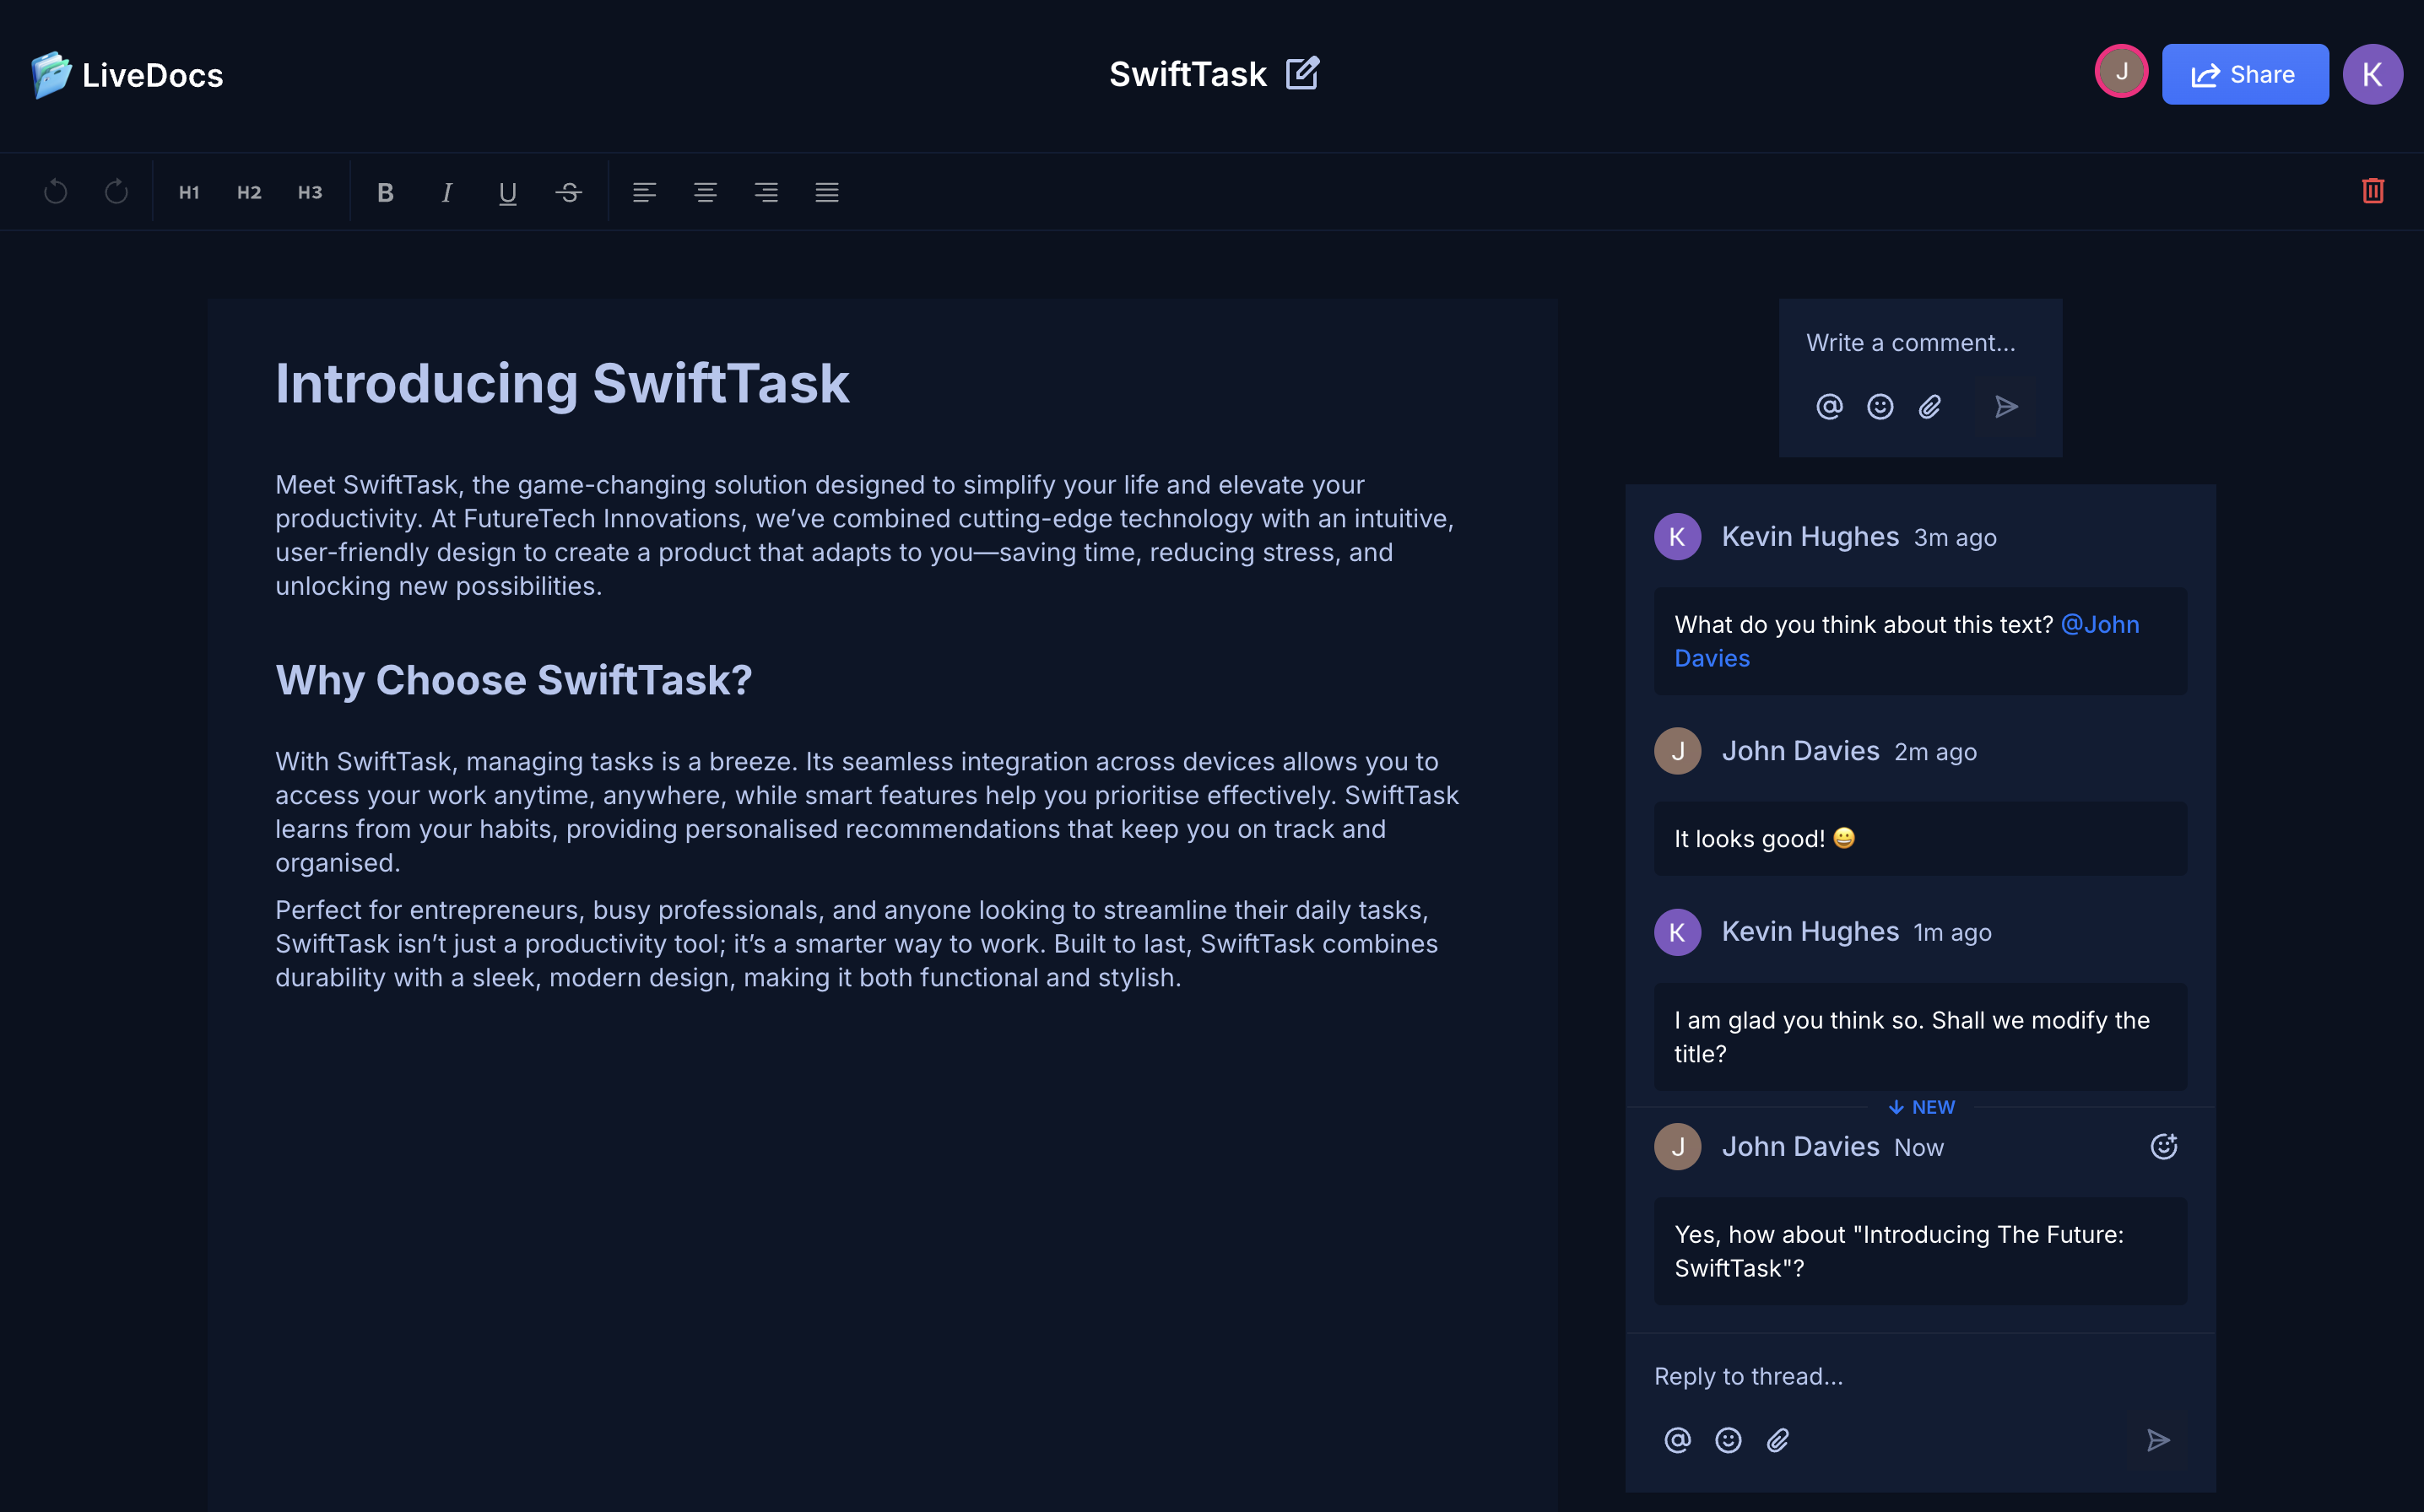 LiveDocs
SwiftTask
J
Share
K
H1 H2 H3 B I U S
Introducing SwiftTask
Meet SwiftTask, the game-changing solution designed to simplify your life and elevate your
productivity. At FutureTech Innovations, we’ve combined cutting-edge technology with an intuitive,
user-friendly design to create a product that adapts to you—saving time, reducing stress, and
unlocking new possibilities.
Why Choose SwiftTask?
With SwiftTask, managing tasks is a breeze. Its seamless integration across devices allows you to
access your work anytime, anywhere, while smart features help you prioritise effectively. SwiftTask
learns from your habits, providing personalised recommendations that keep you on track and
organised.
Perfect for entrepreneurs, busy professionals, and anyone looking to streamline their daily tasks,
SwiftTask isn’t just a productivity tool; it’s a smarter way to work. Built to last, SwiftTask combines
durability with a sleek, modern design, making it both functional and stylish.
Write a comment...
@
K Kevin Hughes 3m ago
What do you think about this text? @John
Davies
J John Davies 2m ago
It looks good! 😀
K Kevin Hughes 1m ago
I am glad you think so. Shall we modify the
title?
↓ NEW
J John Davies Now
Yes, how about "Introducing The Future:
SwiftTask"?
Reply to thread...
@